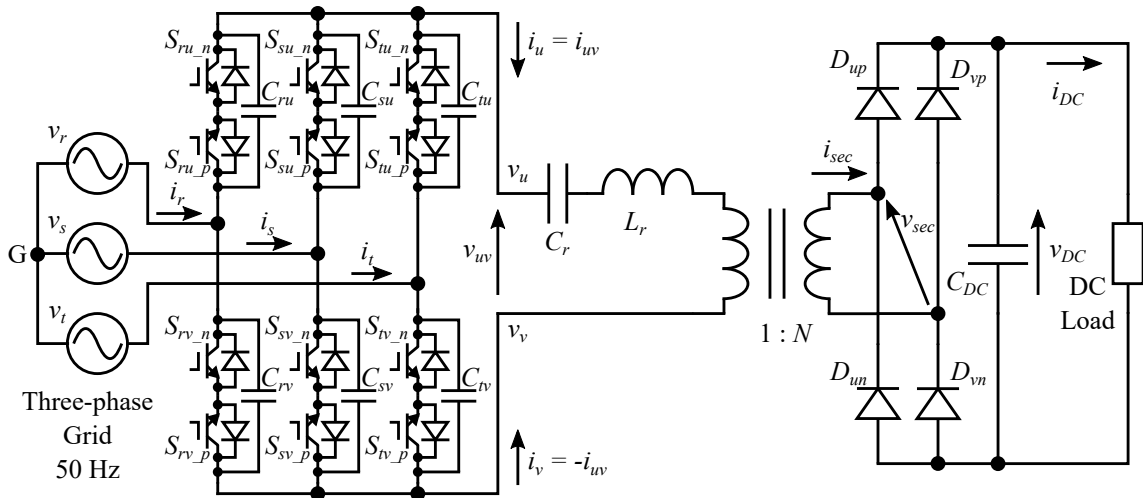 S_ru_n
S_su_n
S_tu_n
i_u = i_uv
C_ru
C_su
C_tu
S_ru_p
S_su_p
S_tu_p
D_up
D_vp
i_DC
v_r
i_r
v_s
i_s
G
i_t
v_t
v_u
C_r
L_r
v_uv
v_v
1 : N
i_sec
v_sec
C_DC
v_DC
DC
Load
S_rv_n
S_sv_n
S_tv_n
C_rv
C_sv
C_tv
S_rv_p
S_sv_p
S_tv_p
i_v = -i_uv
D_un
D_vn
Three-phase
Grid
50 Hz